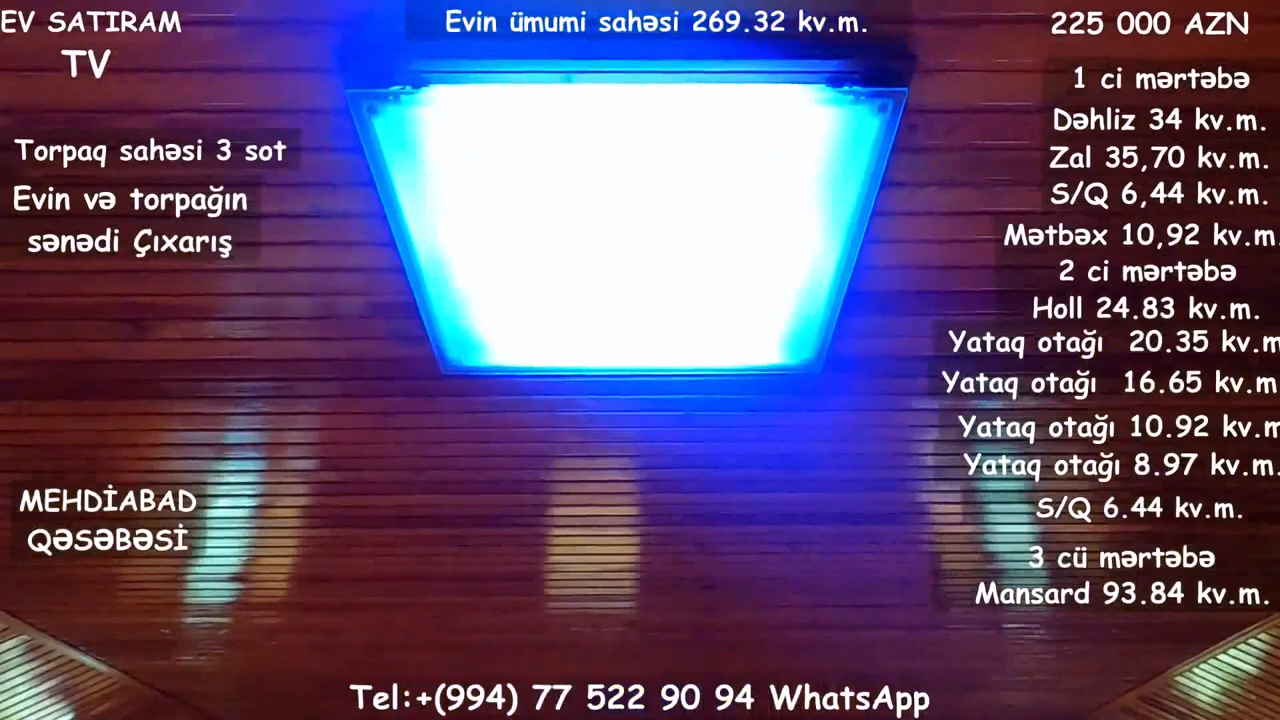 EV SATIRAM
TV
Evin ümumi sahəsi 269.32 kv.m.
225 000 AZN
Torpaq sahəsi 3 sot
Evin və torpağın
sənədi Çıxarış
MEHDİABAD
QƏSƏBƏSİ
1 ci mərtəbə
Dəhliz 34 kv.m.
Zal 35,70 kv.m.
S/Q 6,44 kv.m.
Mətbəx 10,92 kv.m.
2 ci mərtəbə
Holl 24.83 kv.m.
Yataq otağı 20.35 kv.m
Yataq otağı 16.65 kv.m
Yataq otağı 10.92 kv.m
Yataq otağı 8.97 kv.m.
S/Q 6.44 kv.m.
3 cü mərtəbə
Mansard 93.84 kv.m.
Tel:+(994) 77 522 90 94 WhatsApp